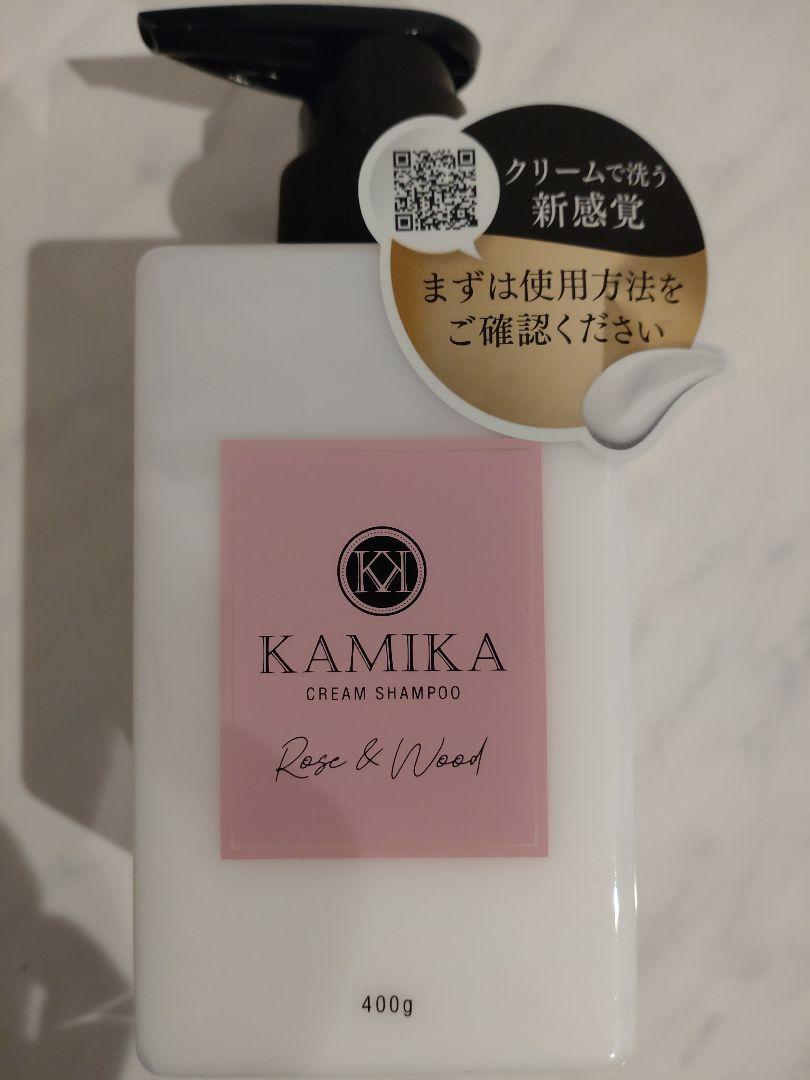 クリームで洗う
新感覚
まずは使用方法を
ご確認ください
KK
KAMIKA
CREAM SHAMPOO
Rose & Wood
400g